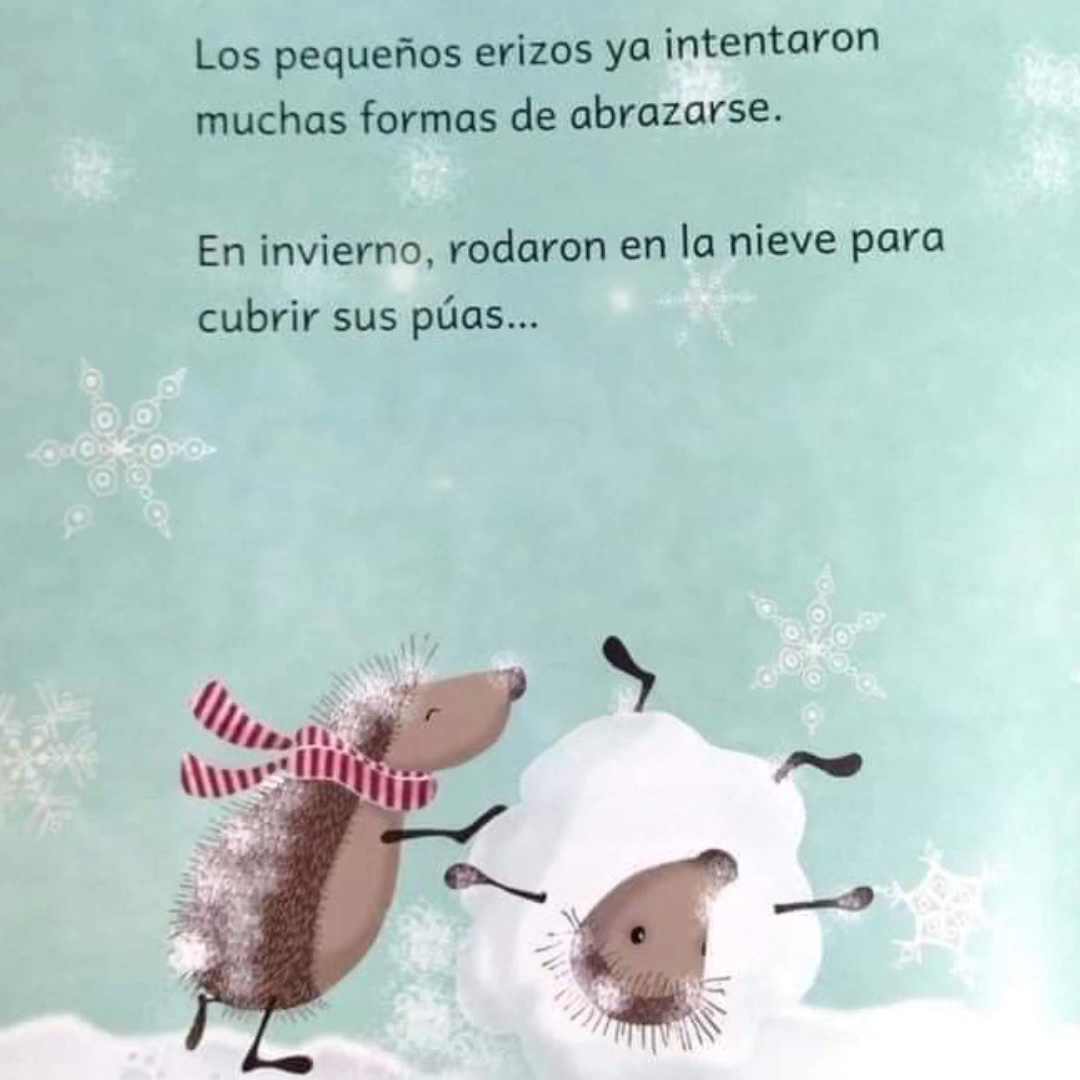 Los pequeños erizos ya intentaron
muchas formas de abrazarse.
En invierno, rodaron en la nieve para
cubrir sus púas...